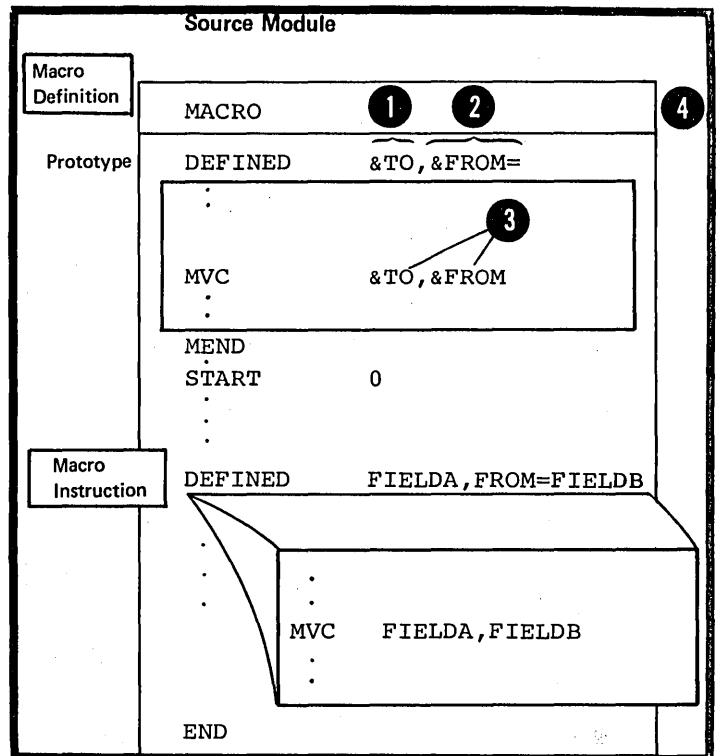 Source Module
Macro
Definition
MACRO 1 2 4
Prototype DEFINED &TO,&FROM=
3
MVC &TO,&FROM
MEND
START 0
Macro
Instruction
DEFINED FIELDA,FROM=FIELDB
MVC FIELDA,FIELDB
END